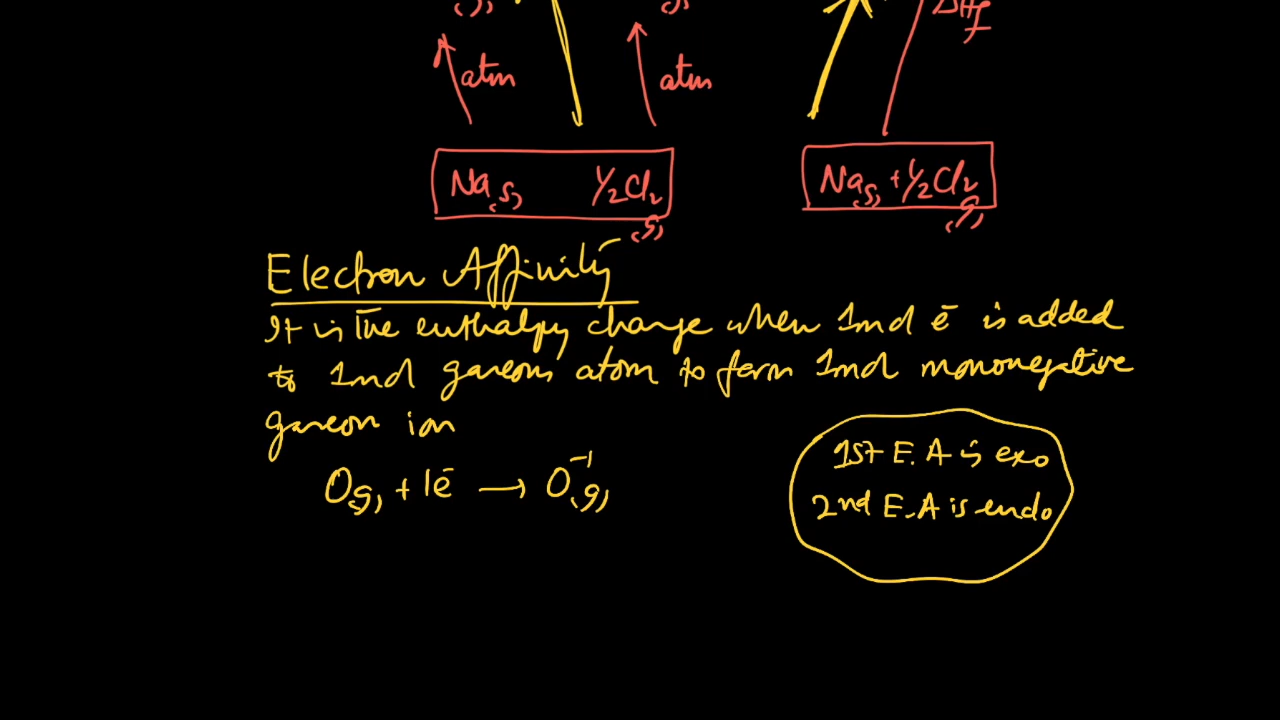 (g) (g) ΔHf
atm atm
Na(s) ½Cl2(g) Na(s) + ½Cl2(g)
Electron Affinity
It is the enthalpy change when 1mol ē is added
to 1mol gaseous atom to form 1mol mononegative
gaseous ion
O(g) + 1ē → O⁻¹(g)
1st E.A is exo
2nd E.A is endo